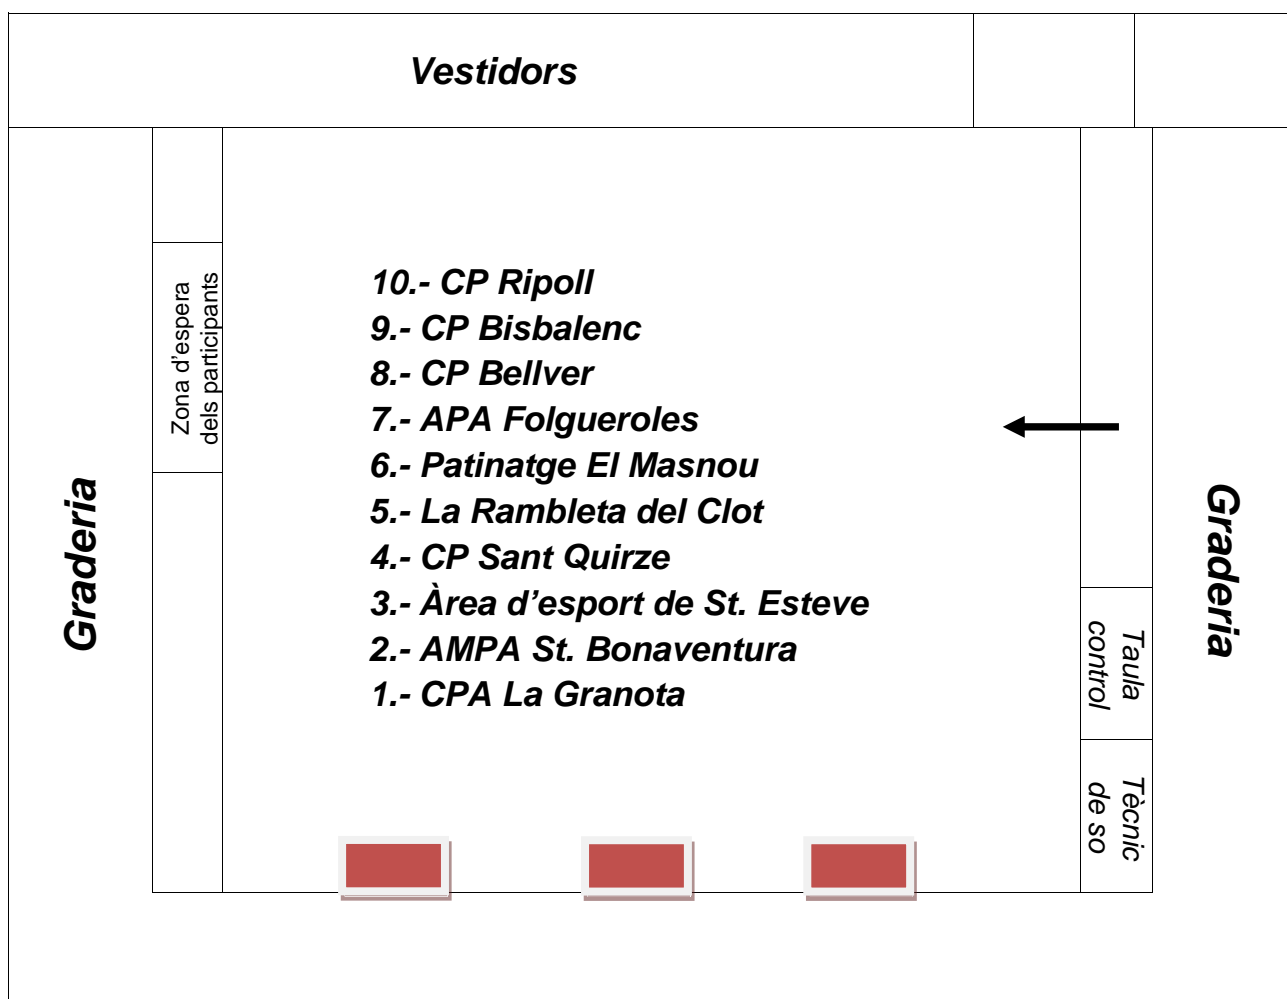 Vestidors
Zona d'espera
dels participants
Graderia
10.- CP Ripoll
9.- CP Bisbalenc
8.- CP Bellver
7.- APA Folgueroles
6.- Patinatge El Masnou
5.- La Rambleta del Clot
4.- CP Sant Quirze
3.- Àrea d’esport de St. Esteve
2.- AMPA St. Bonaventura
1.- CPA La Granota
Graderia
Taula
control
Tècnic
de so